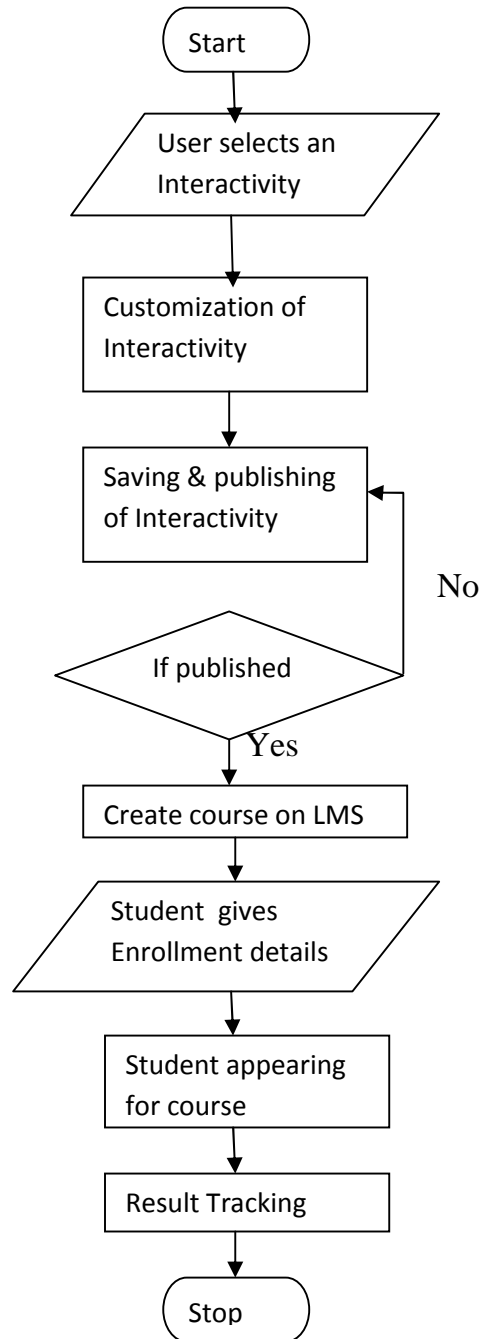 Start
User selects an
Interactivity
Customization of
Interactivity
Saving & publishing
of Interactivity
No
If published
Yes
Create course on LMS
Student gives
Enrollment details
Student appearing
for course
Result Tracking
Stop